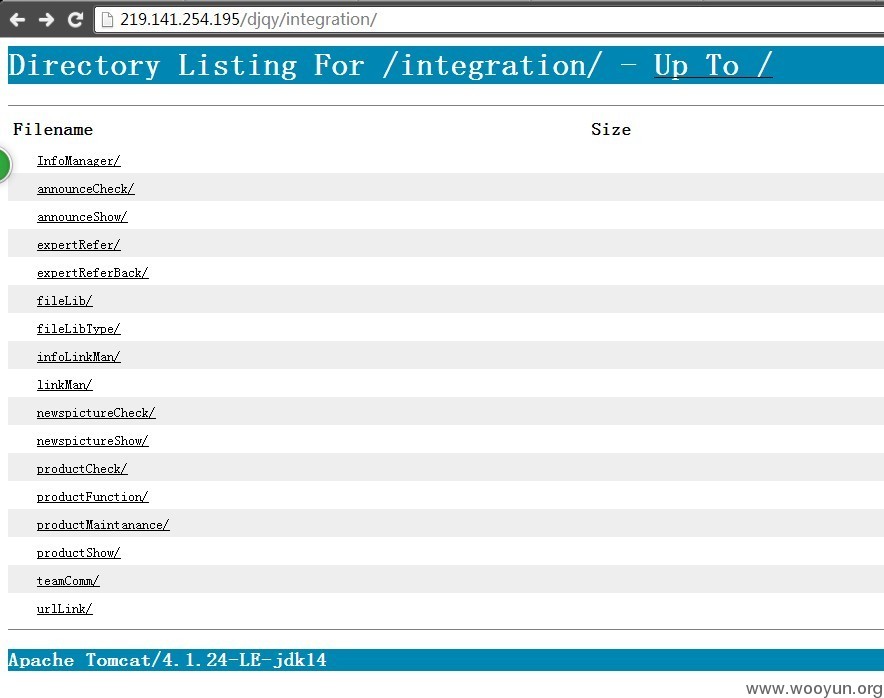 219.141.254.195/djqy/integration/
Directory Listing For /integration/ - Up To /
Filename Size
InfoManager/
announceCheck/
announceShow/
expertRefer/
expertReferBack/
fileLib/
fileLibType/
infoLinkMan/
linkMan/
newspictureCheck/
newspictureShow/
productCheck/
productFunction/
productMaintanance/
productShow/
teamComm/
urlLink/
Apache Tomcat/4.1.24-LE-jdk14
www.wooyun.org